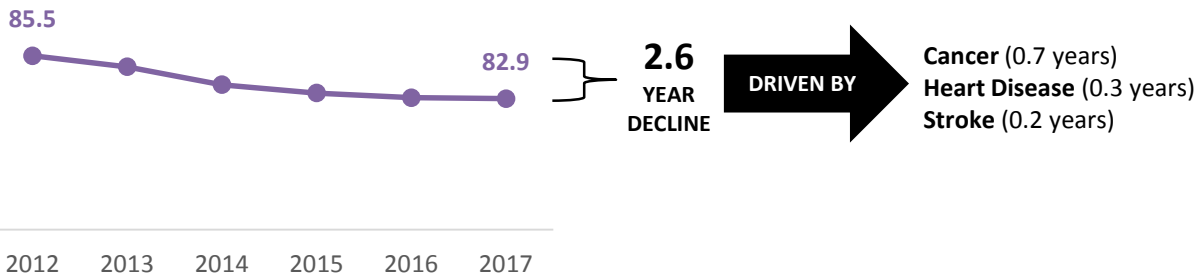 85.5
82.9
2012 2013 2014 2015 2016 2017
2.6
YEAR
DECLINE
DRIVEN BY
Cancer (0.7 years)
Heart Disease (0.3 years)
Stroke (0.2 years)